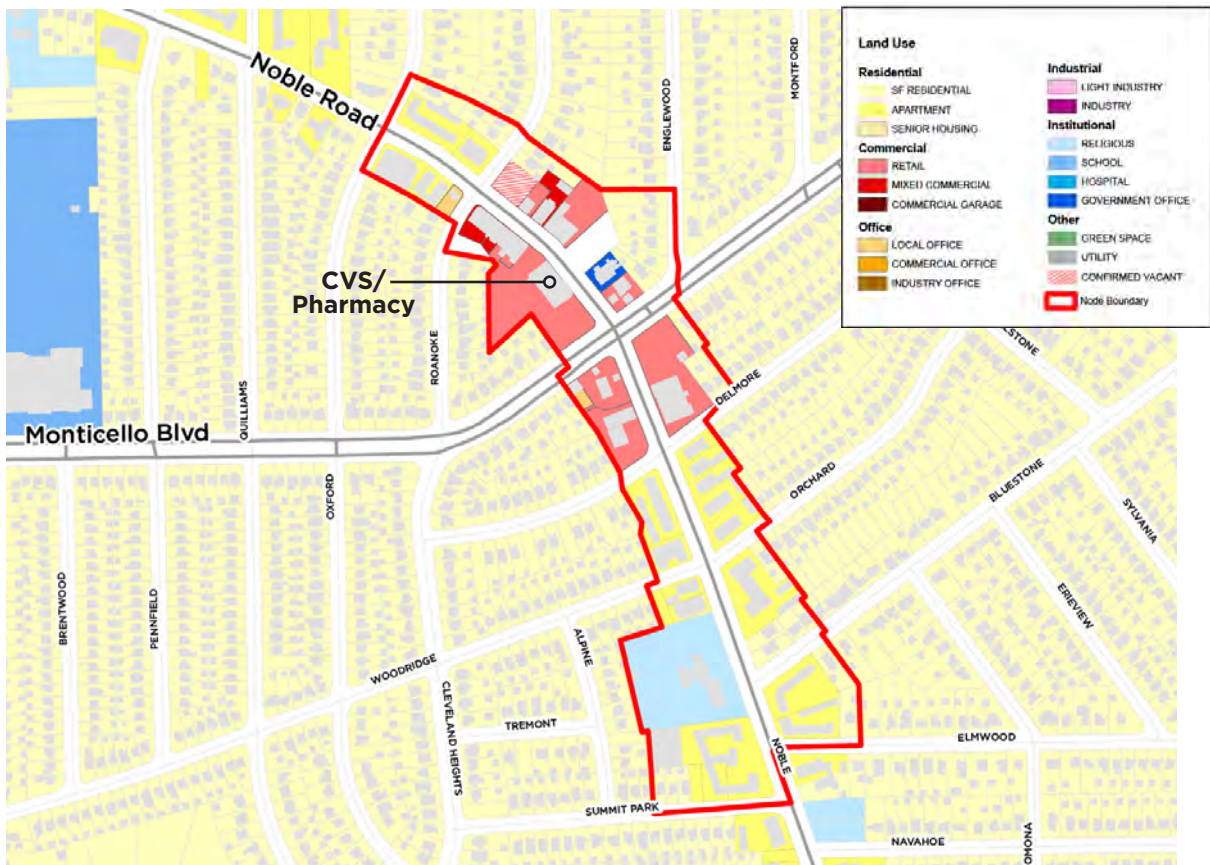 Noble Road
CVS/
Pharmacy
Monticello Blvd
QUILLIAMS
OXFORD
ROANOKE
ENGLEWOOD
MONTFORD
DELMORE
ORCHARD
BLUESTONE
ESTONE
SYLVANIA
ERIEVIEW
BRENTWOOD
PENNFIELD
WOODRIDGE
CLEVELAND HEIGHTS
ALPINE
TREMONT
SUMMIT PARK
NOBLE
ELMWOOD
NAVAHOE
OMONA
Land Use
Residential
SF RESIDENTIAL
APARTMENT
SENIOR HOUSING
Commercial
RETAIL
MIXED COMMERCIAL
COMMERCIAL GARAGE
Office
LOCAL OFFICE
COMMERCIAL OFFICE
INDUSTRY OFFICE
Industrial
LIGHT INDUSTRY
INDUSTRY
Institutional
RELIGIOUS
SCHOOL
HOSPITAL
GOVERNMENT OFFICE
Other
GREEN SPACE
UTILITY
CONFIRMED VACANT
Node Boundary